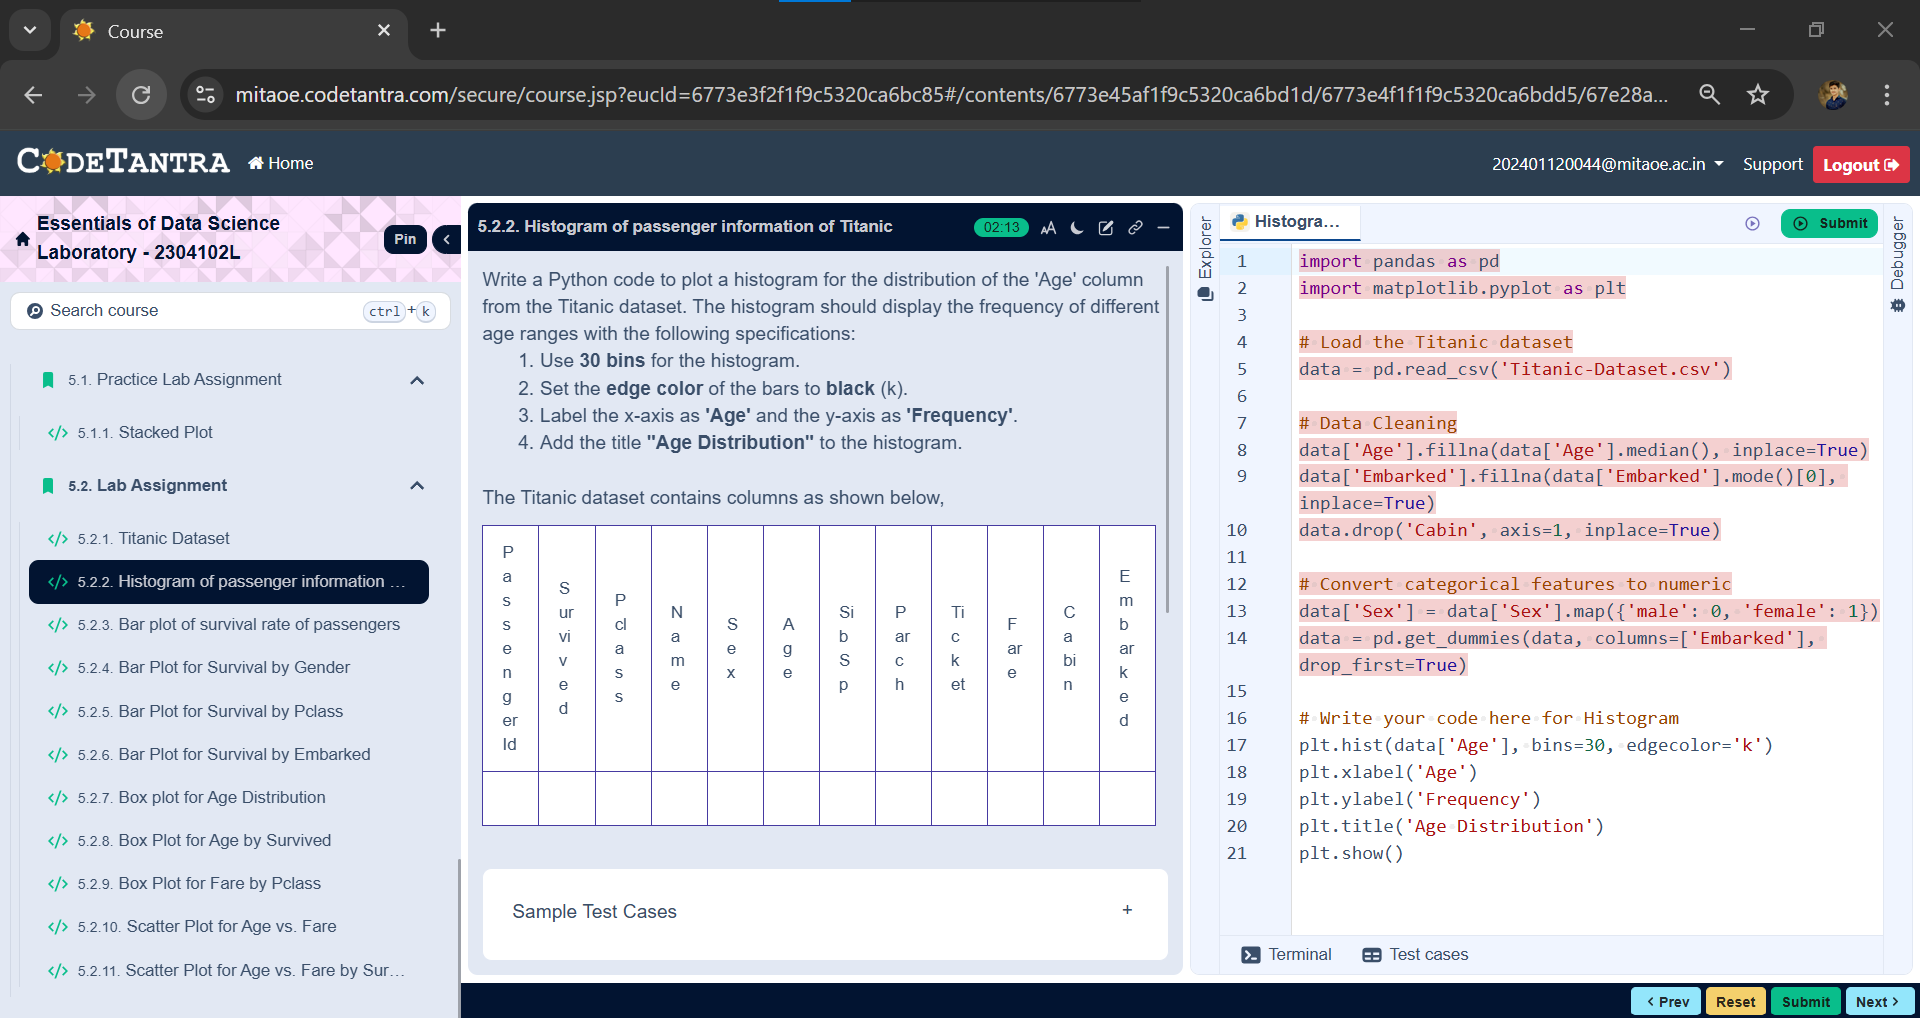 Course
mitaoe.codetantra.com/secure/course.jsp?eucId=6773e3f2f1f9c5320ca6bc85#/contents/6773e45af1f9c5320ca6bd1d/6773e4f1f1f9c5320ca6bdd5/67e28a...
CODETANTRA
Home
202401120044@mitaoe.ac.in
Support
Logout
Essentials of Data Science
Laboratory - 2304102L
Pin
Search course
ctrl + k
5.1. Practice Lab Assignment
</> 5.1.1. Stacked Plot
5.2. Lab Assignment
</> 5.2.1. Titanic Dataset
</> 5.2.2. Histogram of passenger information ...
</> 5.2.3. Bar plot of survival rate of passengers
</> 5.2.4. Bar Plot for Survival by Gender
</> 5.2.5. Bar Plot for Survival by Pclass
</> 5.2.6. Bar Plot for Survival by Embarked
</> 5.2.7. Box plot for Age Distribution
</> 5.2.8. Box Plot for Age by Survived
</> 5.2.9. Box Plot for Fare by Pclass
</> 5.2.10. Scatter Plot for Age vs. Fare
</> 5.2.11. Scatter Plot for Age vs. Fare by Sur...
5.2.2. Histogram of passenger information of Titanic
02:13
AA
Write a Python code to plot a histogram for the distribution of the 'Age' column
from the Titanic dataset. The histogram should display the frequency of different
age ranges with the following specifications:
1. Use 30 bins for the histogram.
2. Set the edge color of the bars to black (k).
3. Label the x-axis as 'Age' and the y-axis as 'Frequency'.
4. Add the title "Age Distribution" to the histogram.
The Titanic dataset contains columns as shown below,
PassengerId
Survived
Pclass
Name
Sex
Age
SibSp
Parch
Ticket
Fare
Cabin
Embarked
Sample Test Cases
+
Explorer
Histogra...
Submit
Debugger
1 import pandas as pd
2 import matplotlib.pyplot as plt
3
4 # Load the Titanic dataset
5 data = pd.read_csv('Titanic-Dataset.csv')
6
7 # Data Cleaning
8 data['Age'].fillna(data['Age'].median(), inplace=True)
9 data['Embarked'].fillna(data['Embarked'].mode()[0],
inplace=True)
10 data.drop('Cabin', axis=1, inplace=True)
11
12 # Convert categorical features to numeric
13 data['Sex'] = data['Sex'].map({'male': 0, 'female': 1})
14 data = pd.get_dummies(data, columns=['Embarked'],
drop_first=True)
15
16 # Write your code here for Histogram
17 plt.hist(data['Age'], bins=30, edgecolor='k')
18 plt.xlabel('Age')
19 plt.ylabel('Frequency')
20 plt.title('Age Distribution')
21 plt.show()
Terminal
Test cases
< Prev
Reset
Submit
Next >